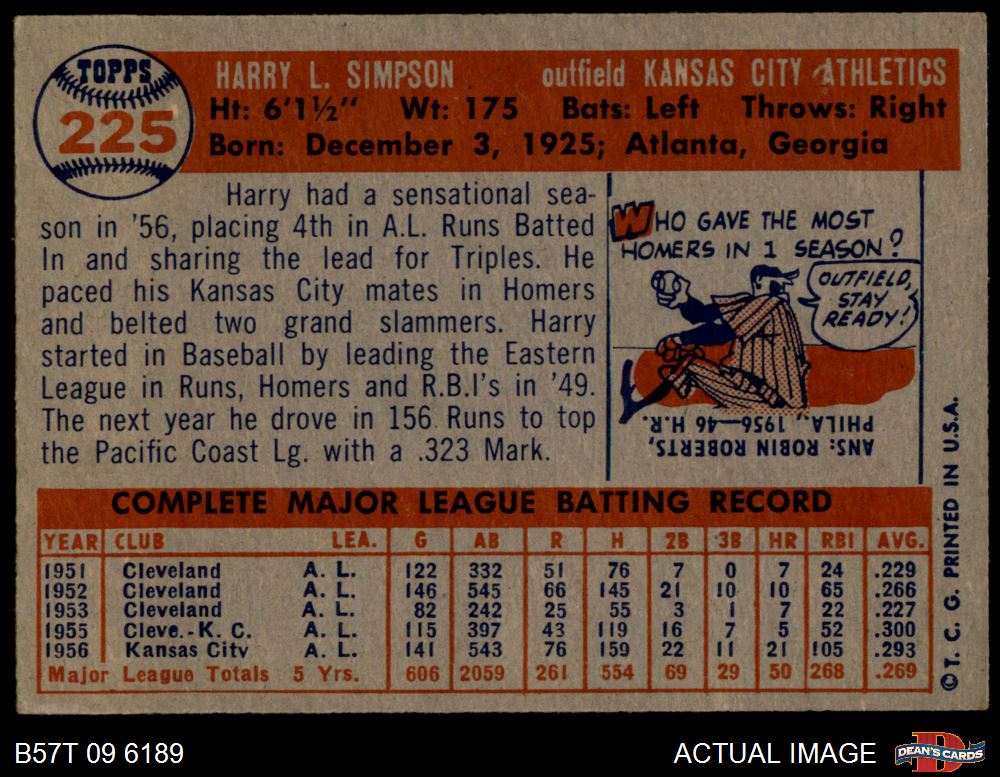 TOPPS
225
HARRY L. SIMPSON outfield KANSAS CITY ATHLETICS
Ht: 6'1½" Wt: 175 Bats: Left Throws: Right
Born: December 3, 1925; Atlanta, Georgia
Harry had a sensational sea-
son in '56, placing 4th in A.L. Runs Batted
In and sharing the lead for Triples. He
paced his Kansas City mates in Homers
and belted two grand slammers. Harry
started in Baseball by leading the Eastern
League in Runs, Homers and R.B.I's in '49.
The next year he drove in 156 Runs to top
the Pacific Coast Lg. with a .323 Mark.
WHO GAVE THE MOST
HOMERS IN 1 SEASON?
OUTFIELD,
STAY
READY!
ANS: ROBIN ROBERTS,
PHILA., 1956—46 H.R.
COMPLETE MAJOR LEAGUE BATTING RECORD
YEAR CLUB LEA. G AB R H 2B 3B HR RBI AVG.
1951 Cleveland A. L. 122 332 51 76 7 0 7 24 .229
1952 Cleveland A. L. 146 545 66 145 21 10 10 65 .266
1953 Cleveland A. L. 82 242 25 55 3 1 7 22 .227
1955 Cleve.-K. C. A. L. 115 397 43 119 16 7 5 52 .300
1956 Kansas City A. L. 141 543 76 159 22 11 21 105 .293
Major League Totals 5 Yrs. 606 2059 261 554 69 29 50 268 .269
© T. C. G. PRINTED IN U.S.A.
B57T 09 6189 ACTUAL IMAGE
D
DEAN'S CARDS